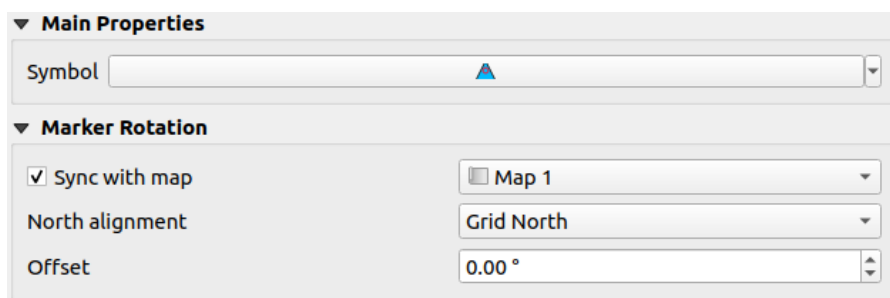 Main Properties
Symbol
Marker Rotation
Sync with map Map 1
North alignment Grid North
Offset 0.00 °